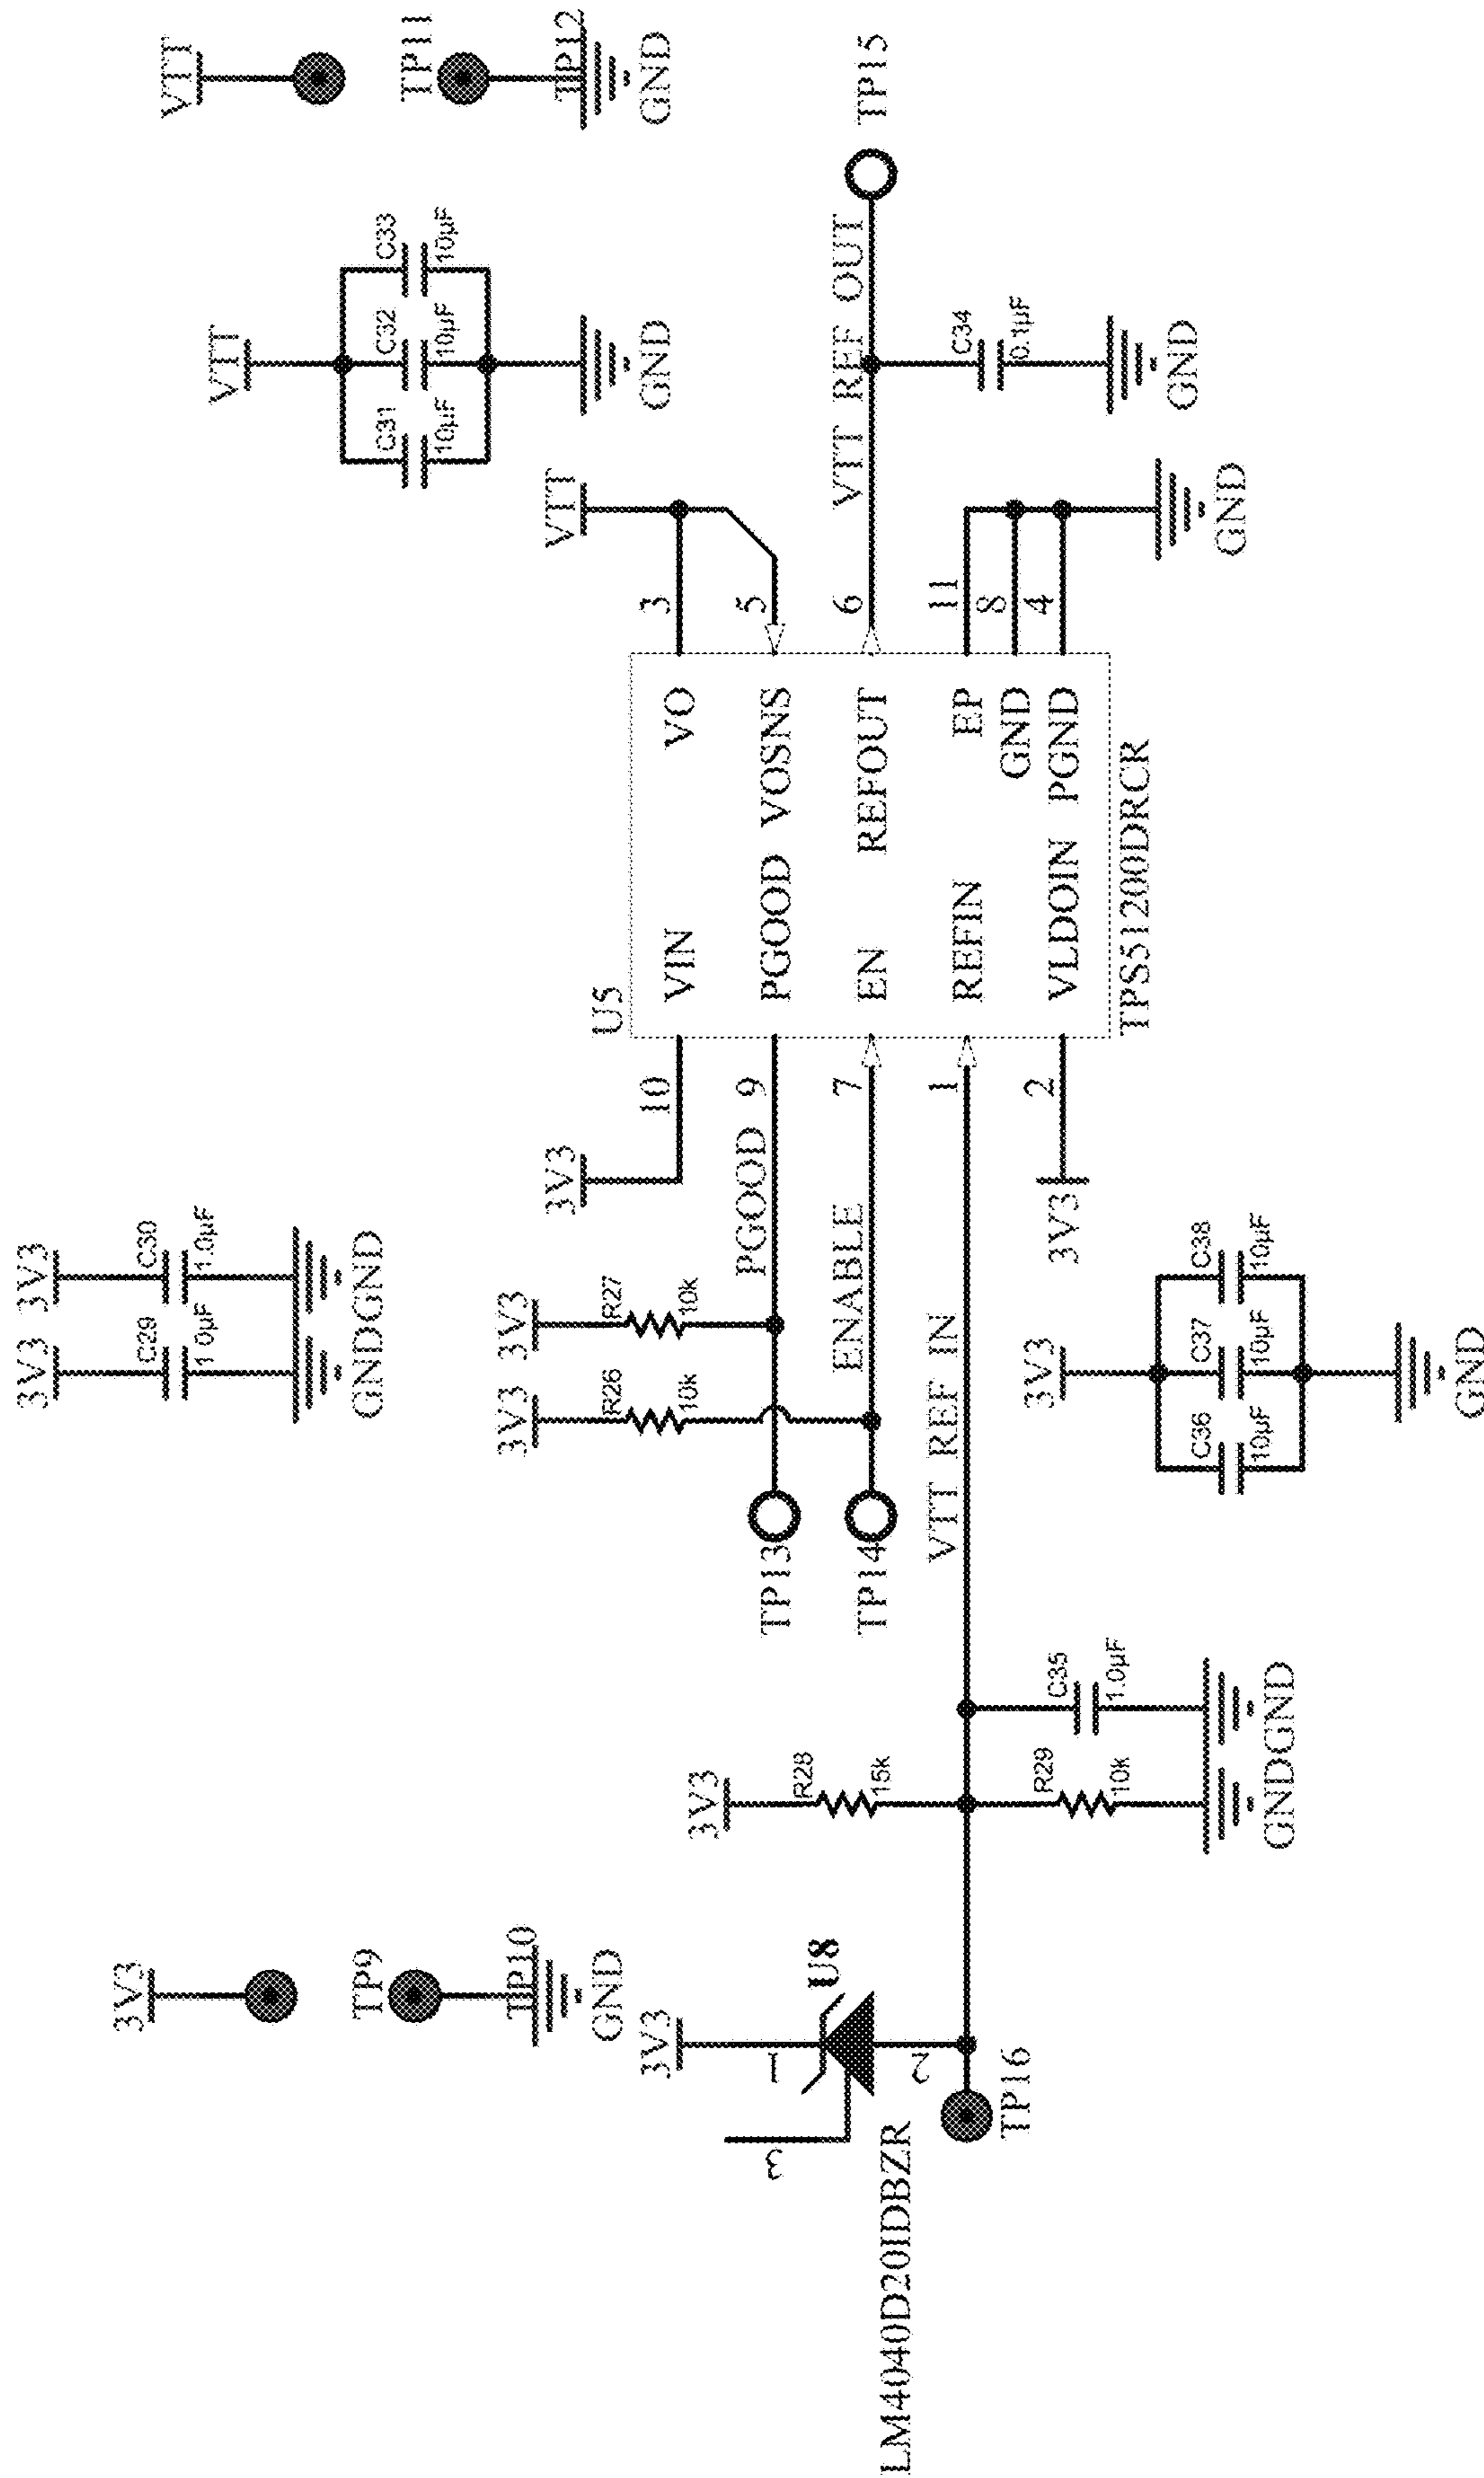 3V3
TP9
TP10
GND
3V3
1
2
3
U8
LM4040D20IDBZR
TP16
3V3
R28
15k
R29
10k
C35
1.0µF
GNDGND
3V3 3V3
C29
1 0µF
C30
1.0µF
GNDGND
3V3 3V3
R26
10k
R27
10k
TP13
TP14
PGOOD
ENABLE
VTT REF IN
3V3
10
9
7
1
2
3V3
3V3
C36
10µF
C37
10µF
C38
10µF
GND
U5
VIN VO
PGOOD VOSNS
EN REFOUT
REFIN EP
GND
VLDOIN PGND
TPS51200DRCR
3
5
6
11
8
4
VTT
VTT REF OUT
TP15
C34
0.1µF
GND
GND
VTT
C31
10µF
C32
10µF
C33
10µF
GND
VTT
TP11
TP12
GND